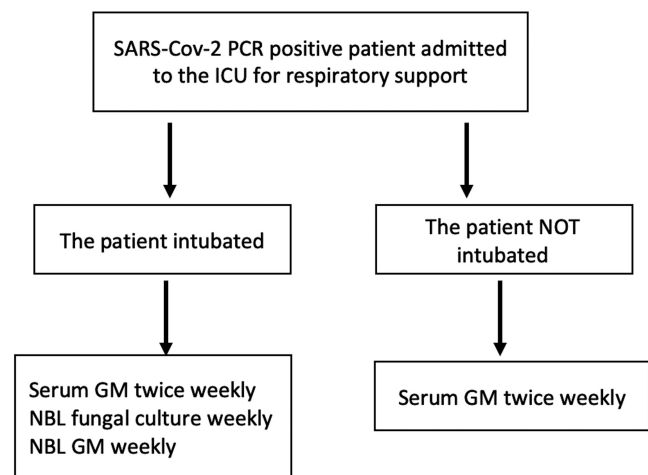 SARS-Cov-2 PCR positive patient admitted
to the ICU for respiratory support
The patient intubated
The patient NOT
intubated
Serum GM twice weekly
NBL fungal culture weekly
NBL GM weekly
Serum GM twice weekly